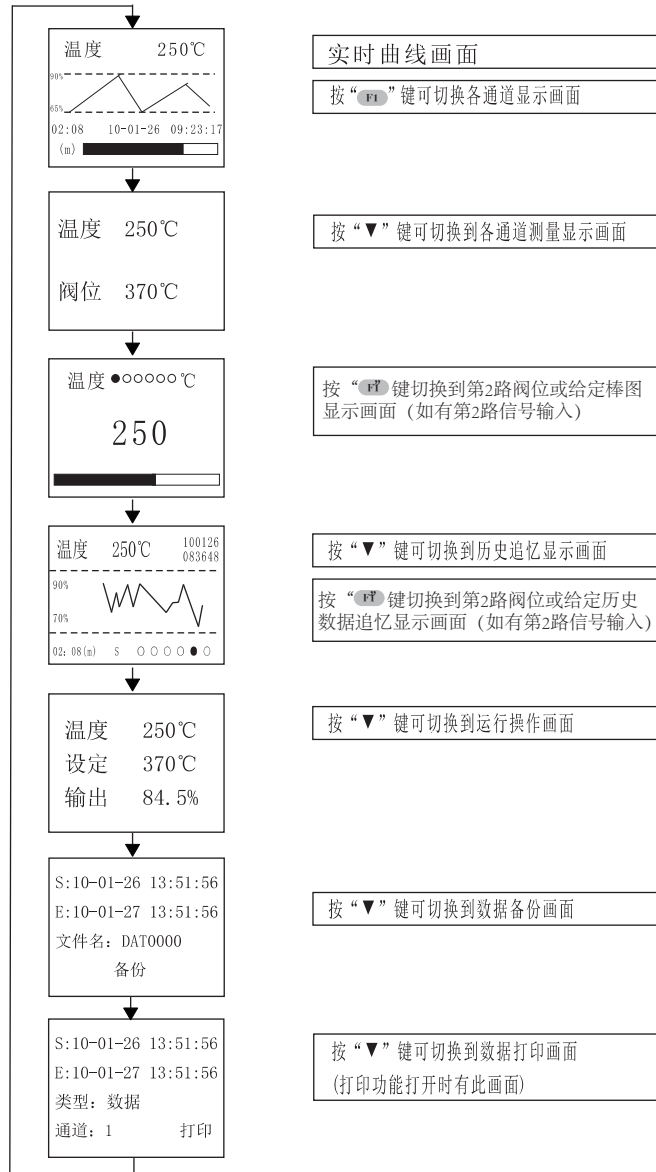 温度 250℃
90%
65%
02:08 10-01-26 09:23:17
(m)
实时曲线画面
按“F1”键可切换各通道显示画面
温度 250℃
阀位 370℃
按“▼”键可切换到各通道测量显示画面
温度●○○○○○℃
250
按“F1”键切换到第2路阀位或给定棒图
显示画面（如有第2路信号输入）
温度 250℃ 100126
083648
90%
70%
02: 08(m) S ○○○○●○
按“▼”键可切换到历史追忆显示画面
按“F1”键切换到第2路阀位或给定历史
数据追忆显示画面（如有第2路信号输入）
温度 250℃
设定 370℃
输出 84.5%
按“▼”键可切换到运行操作画面
S:10-01-26 13:51:56
E:10-01-27 13:51:56
文件名：DAT0000
备份
按“▼”键可切换到数据备份画面
S:10-01-26 13:51:56
E:10-01-27 13:51:56
类型：数据
通道：1 打印
按“▼”键可切换到数据打印画面
(打印功能打开时有此画面)